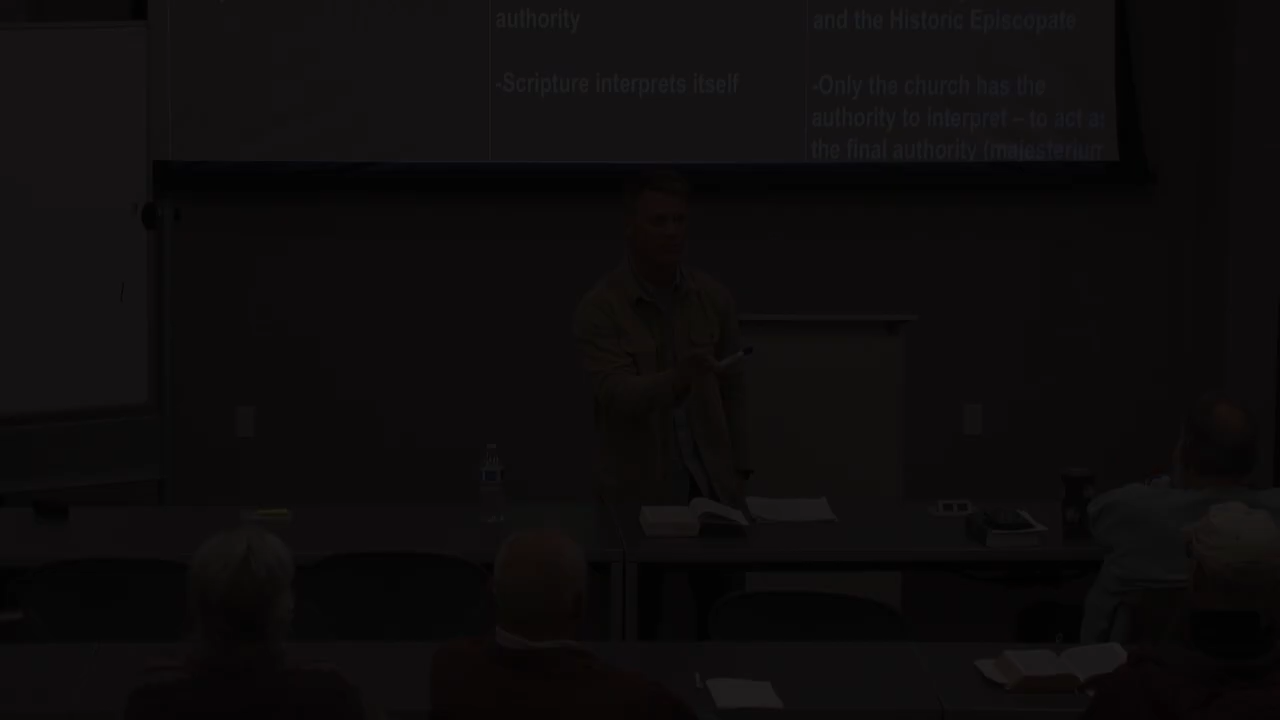 authority
-Scripture interprets itself
and the Historic Episcopate
-Only the church has the
authority to interpret – to act as
the final authority (majesterium